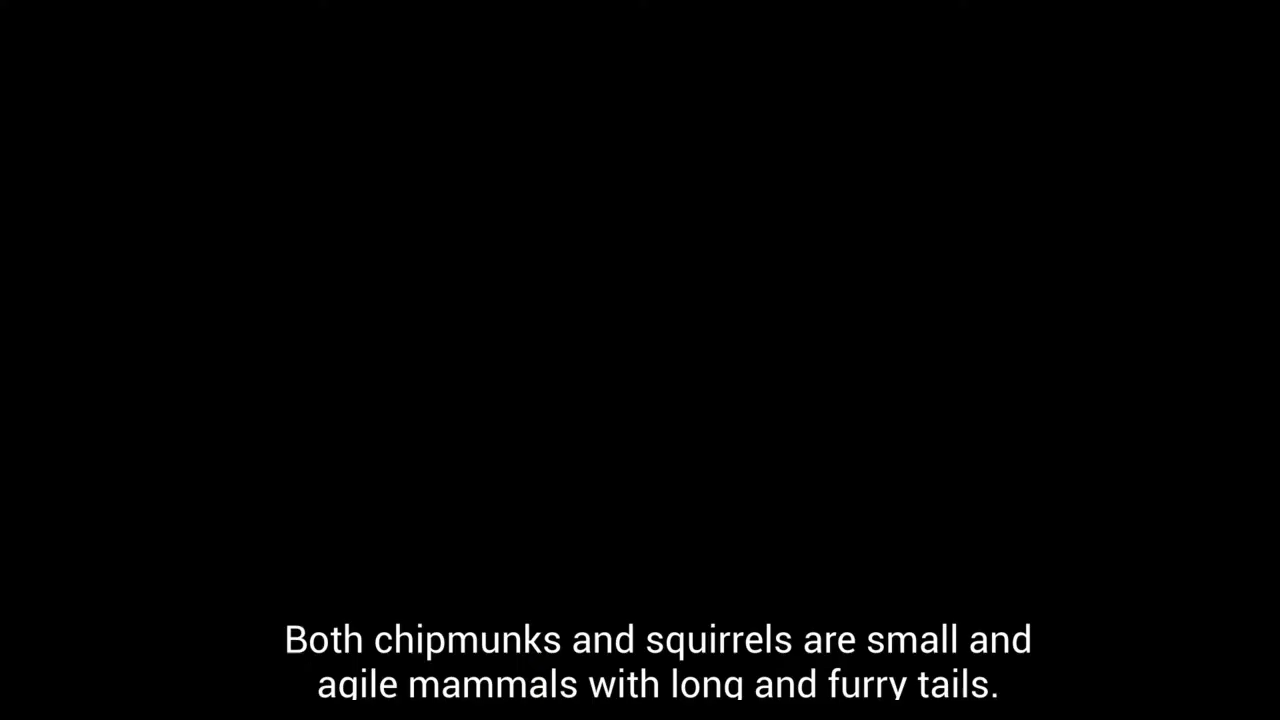 Both chipmunks and squirrels are small and
agile mammals with long and furry tails.